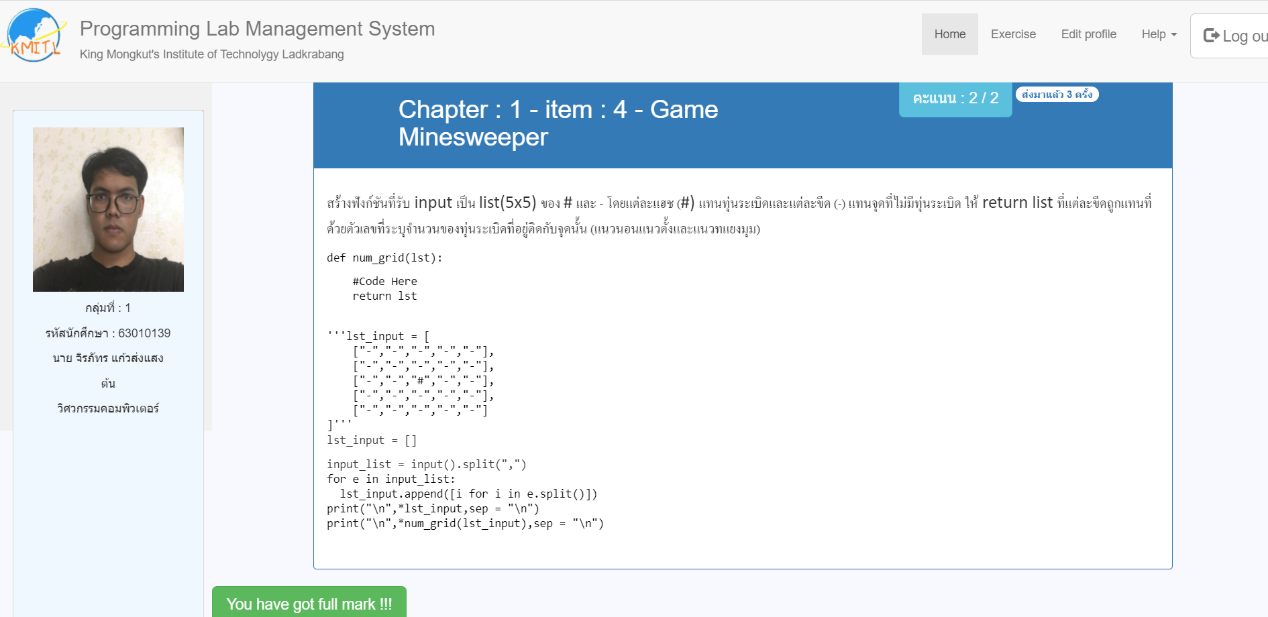 KMITL
Programming Lab Management System
King Mongkut's Institute of Technolygy Ladkrabang
Home
Exercise
Edit profile
Help
Log ou
Chapter : 1 - item : 4 - Game
Minesweeper
คะแนน : 2 / 2
ส่งมาแล้ว 3 ครั้ง
กลุ่มที่ : 1
รหัสนักศึกษา : 63010139
นาย จิรภัทร แก้วส่งแสง
ต้น
วิศวกรรมคอมพิวเตอร์
สร้างฟังก์ชันที่รับ input เป็น list(5x5) ของ # และ - โดยแต่ละแฮช (#) แทนทุ่นระเบิดและแต่ละขีด (-) แทนจุดที่ไม่มีทุ่นระเบิด ให้ return list ที่แต่ละขีดถูกแทนที่
ด้วยตัวเลขที่ระบุจำนวนของทุ่นระเบิดที่อยู่ติดกับจุดนั้น (แนวนอนแนวตั้งและแนวทแยงมุม)
def num_grid(lst):
    #Code Here
    return lst
'''lst_input = [
    ["-","-","-","-","-"],
    ["-","-","-","-","-"],
    ["-","-","#","-","-"],
    ["-","-","-","-","-"],
    ["-","-","-","-","-"]
]'''
lst_input = []
input_list = input().split(",")
for e in input_list:
  lst_input.append([i for i in e.split()])
print("\n",*lst_input,sep = "\n")
print("\n",*num_grid(lst_input),sep = "\n")
You have got full mark !!!